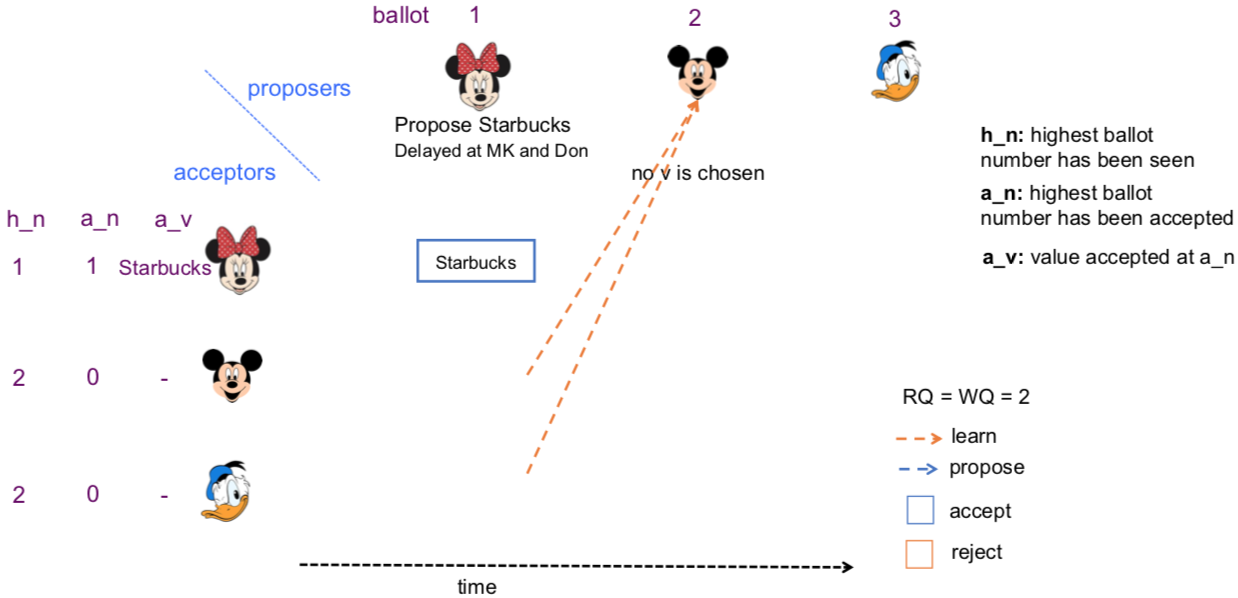 ballot 1 2 3
proposers
Propose Starbucks
Delayed at MK and Don
acceptors
no v is chosen
h_n: highest ballot
number has been seen
a_n: highest ballot
number has been accepted
a_v: value accepted at a_n
h_n a_n a_v
1 1 Starbucks
Starbucks
2 0 -
2 0 -
RQ = WQ = 2
learn
propose
accept
reject
time